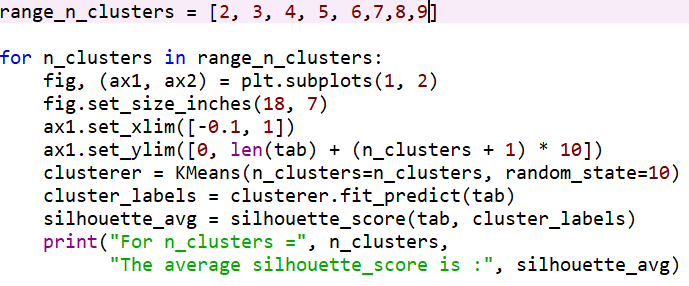 range_n_clusters = [2, 3, 4, 5, 6,7,8,9]
for n_clusters in range_n_clusters:
    fig, (ax1, ax2) = plt.subplots(1, 2)
    fig.set_size_inches(18, 7)
    ax1.set_xlim([-0.1, 1])
    ax1.set_ylim([0, len(tab) + (n_clusters + 1) * 10])
    clusterer = KMeans(n_clusters=n_clusters, random_state=10)
    cluster_labels = clusterer.fit_predict(tab)
    silhouette_avg = silhouette_score(tab, cluster_labels)
    print("For n_clusters =", n_clusters,
          "The average silhouette_score is :", silhouette_avg)